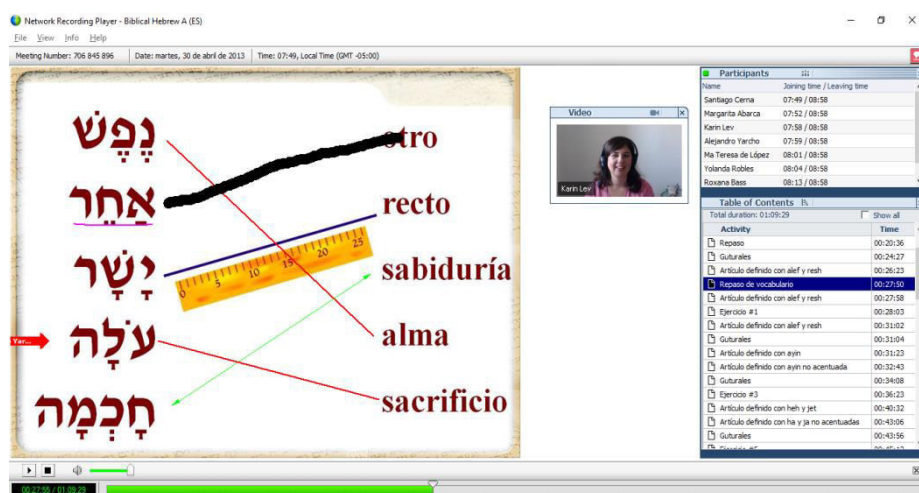 Network Recording Player - Biblical Hebrew A (ES)
File View Info Help
Meeting Number: 706 845 896 Date: martes, 30 de abril de 2013 Time: 07:49, Local Time (GMT -05:00)
נֶפֶשׁ otro
אַחֵר recto
יָשָׁר sabiduría
עֹלָה alma
חָכְמָה sacrificio
0 5 10 15 20 25
Yar...
Video
Karin Lev
Participants
Name Joining time / Leaving time
Santiago Cerna 07:49 / 08:58
Margarita Abarca 07:52 / 08:58
Karin Lev 07:58 / 08:58
Alejandro Yarcho 07:59 / 08:58
Ma Teresa de López 08:01 / 08:58
Yolanda Robles 08:04 / 08:58
Roxana Bass 08:13 / 08:58
Table of Contents
Total duration: 01:09:29 Show all
Activity Time
Repaso 00:20:36
Guturales 00:24:27
Artículo definido con alef y resh 00:26:23
Repaso de vocabulario 00:27:50
Artículo definido con alef y resh 00:27:58
Ejercicio #1 00:28:03
Artículo definido con alef y resh 00:31:02
Guturales 00:31:04
Artículo definido con ayin 00:31:23
Artículo definido con ayin no acentuada 00:32:43
Guturales 00:34:08
Ejercicio #3 00:36:23
Artículo definido con heh y jet 00:40:32
Artículo definido con ha y ja no acentuadas 00:43:06
Guturales 00:43:56
00:27:55 / 01:09:29